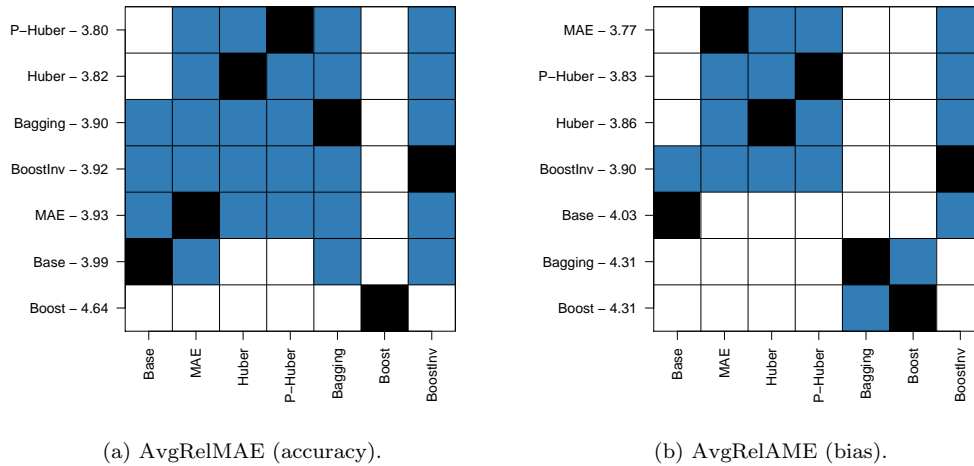 P-Huber − 3.80
Huber − 3.82
Bagging − 3.90
BoostInv − 3.92
MAE − 3.93
Base − 3.99
Boost − 4.64
Base
MAE
Huber
P-Huber
Bagging
Boost
BoostInv
(a) AvgRelMAE (accuracy).
MAE − 3.77
P-Huber − 3.83
Huber − 3.86
BoostInv − 3.90
Base − 4.03
Bagging − 4.31
Boost − 4.31
Base
MAE
Huber
P-Huber
Bagging
Boost
BoostInv
(b) AvgRelAME (bias).